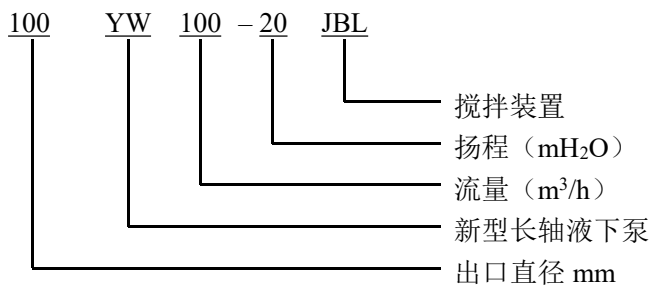 100 YW 100 - 20 JBL
搅拌装置
扬程（mH₂O）
流量（m³/h）
新型长轴液下泵
出口直径 mm